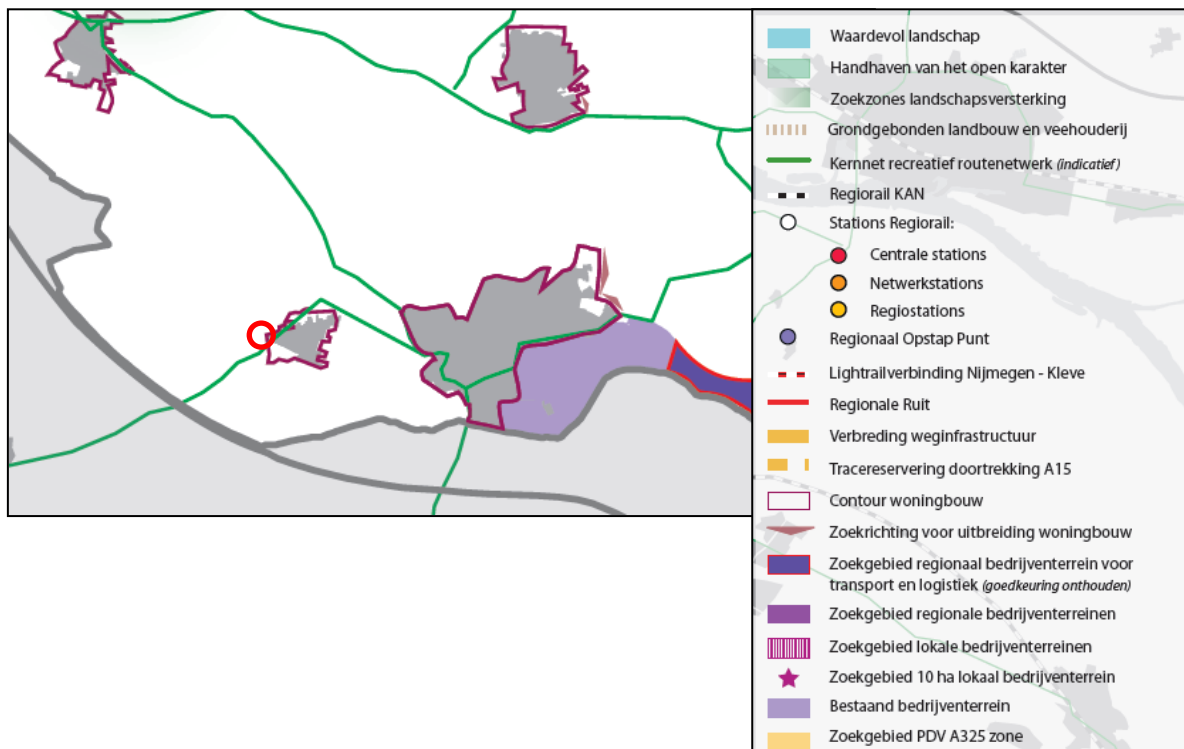 Waardevol landschap
Handhaven van het open karakter
Zoekzones landschapsversterking
Grondgebonden landbouw en veehouderij
Kernnet recreatief routenetwerk (indicatief)
Regiorail KAN
Stations Regiorail:
Centrale stations
Netwerkstations
Regiostations
Regionaal Opstap Punt
Lightrailverbinding Nijmegen - Kleve
Regionale Ruit
Verbreding weginfrastructuur
Tracereservering doortrekking A15
Contour woningbouw
Zoekrichting voor uitbreiding woningbouw
Zoekgebied regionaal bedrijventerrein voor
transport en logistiek (goedkeuring onthouden)
Zoekgebied regionale bedrijventerreinen
Zoekgebied lokale bedrijventerreinen
Zoekgebied 10 ha lokaal bedrijventerrein
Bestaand bedrijventerrein
Zoekgebied PDV A325 zone